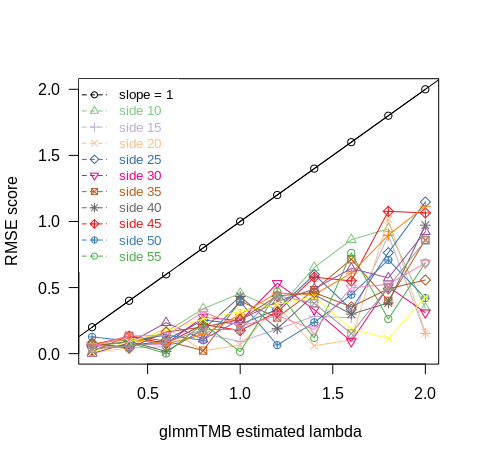 2.0
1.5
1.0
0.5
0.0
RMSE score
slope = 1
side 10
side 15
side 20
side 25
side 30
side 35
side 40
side 45
side 50
side 55
0.5 1.0 1.5 2.0
glmmTMB estimated lambda